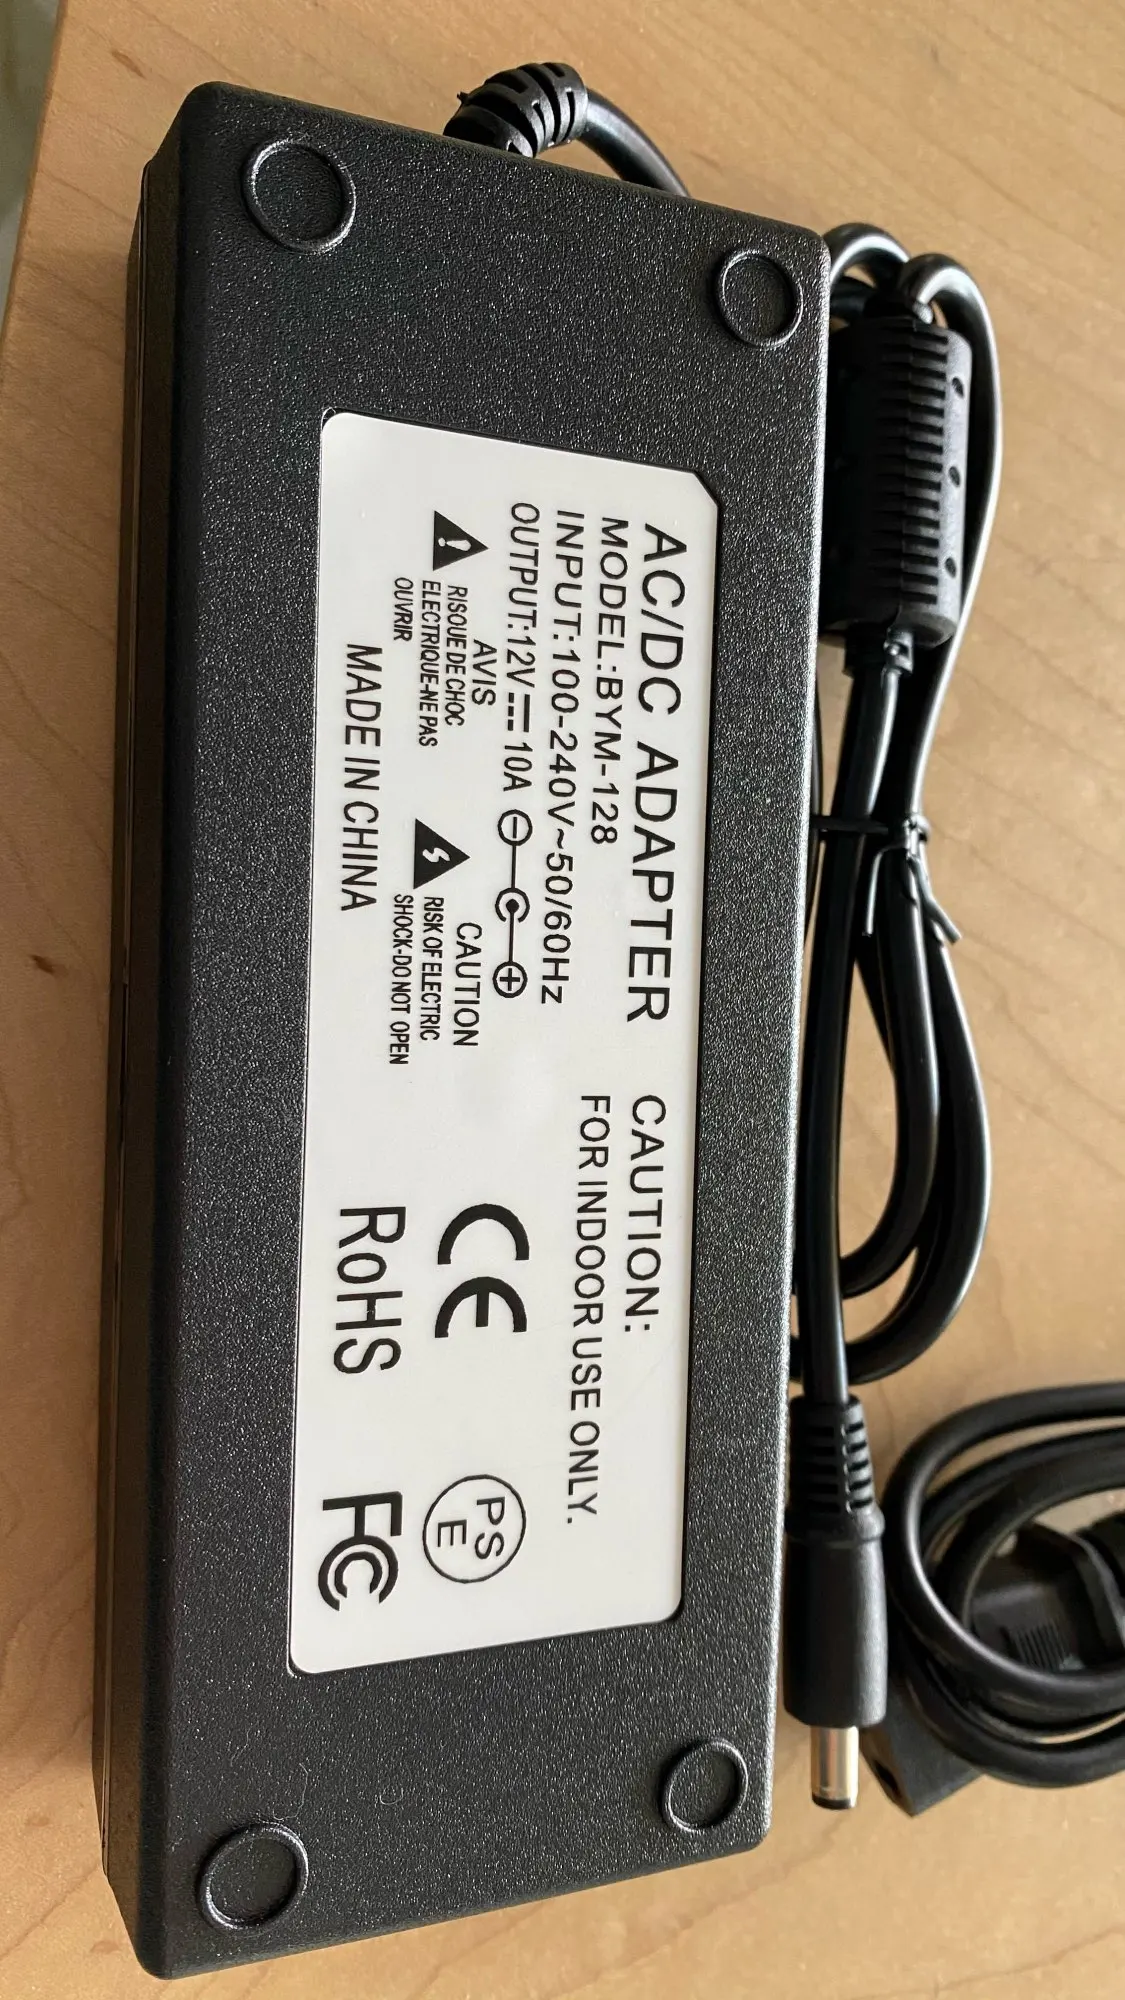 AC/DC ADAPTER
MODEL:BYM-128
INPUT:100-240V~50/60Hz
OUTPUT:12V⎓10A
AVIS
RISQUE DE CHOC
ELECTRIQUE-NE PAS
OUVRIR
CAUTION
RISK OF ELECTRIC
SHOCK-DO NOT OPEN
MADE IN CHINA
CAUTION:
FOR INDOOR USE ONLY.
CE
PS
E
RoHS
FC